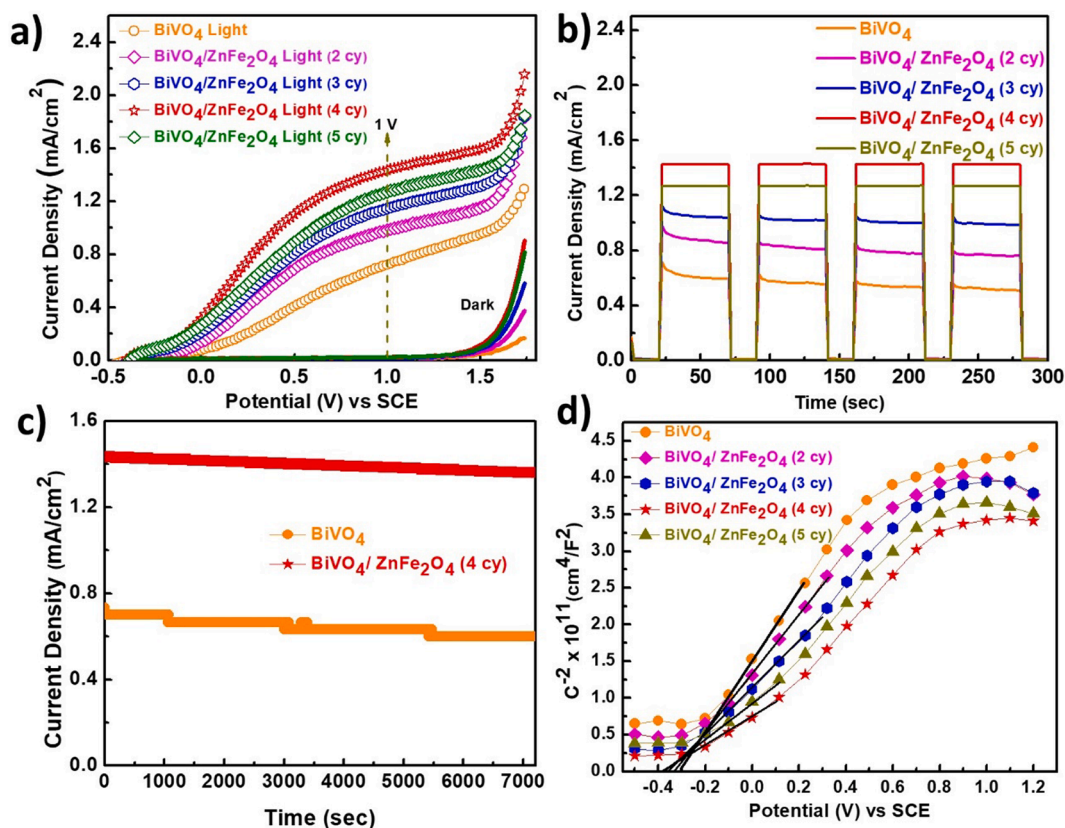 a)
BiVO4 Light
BiVO4/ZnFe2O4 Light (2 cy)
BiVO4/ZnFe2O4 Light (3 cy)
BiVO4/ZnFe2O4 Light (4 cy)
BiVO4/ZnFe2O4 Light (5 cy)
1 V
Dark
2.4
2.0
1.6
1.2
0.8
0.4
0.0
-0.5
0.0
0.5
1.0
1.5
Current Density (mA/cm2)
Potential (V) vs SCE
b)
BiVO4
BiVO4/ ZnFe2O4 (2 cy)
BiVO4/ ZnFe2O4 (3 cy)
BiVO4/ ZnFe2O4 (4 cy)
BiVO4/ ZnFe2O4 (5 cy)
2.4
2.0
1.6
1.2
0.8
0.4
0.0
0
50
100
150
200
250
300
Current Density (mA/cm2)
Time (sec)
c)
BiVO4
BiVO4/ ZnFe2O4 (4 cy)
1.6
1.2
0.8
0.4
0.0
0
1000
2000
3000
4000
5000
6000
7000
Current Density (mA/cm2)
Time (sec)
d)
BiVO4
BiVO4/ ZnFe2O4 (2 cy)
BiVO4/ ZnFe2O4 (3 cy)
BiVO4/ ZnFe2O4 (4 cy)
BiVO4/ ZnFe2O4 (5 cy)
4.5
4.0
3.5
3.0
2.5
2.0
1.5
1.0
0.5
0.0
-0.4
-0.2
0.0
0.2
0.4
0.6
0.8
1.0
1.2
C-2 x 1011(cm4/F2)
Potential (V) vs SCE